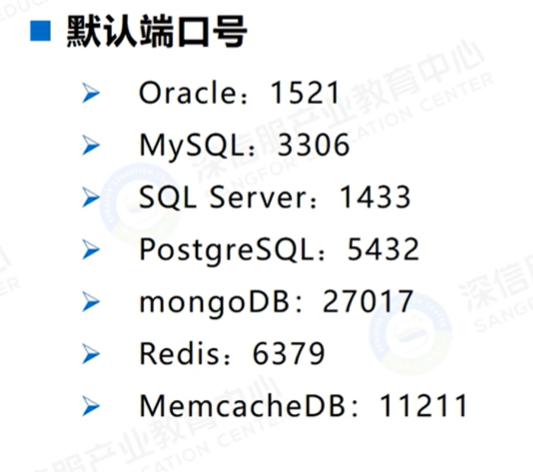 默认端口号
Oracle：1521
MySQL：3306
SQL Server：1433
PostgreSQL：5432
mongoDB：27017
Redis：6379
MemcacheDB：11211
深信服产业教育中心
SANGFOR EDUCATION CENTER